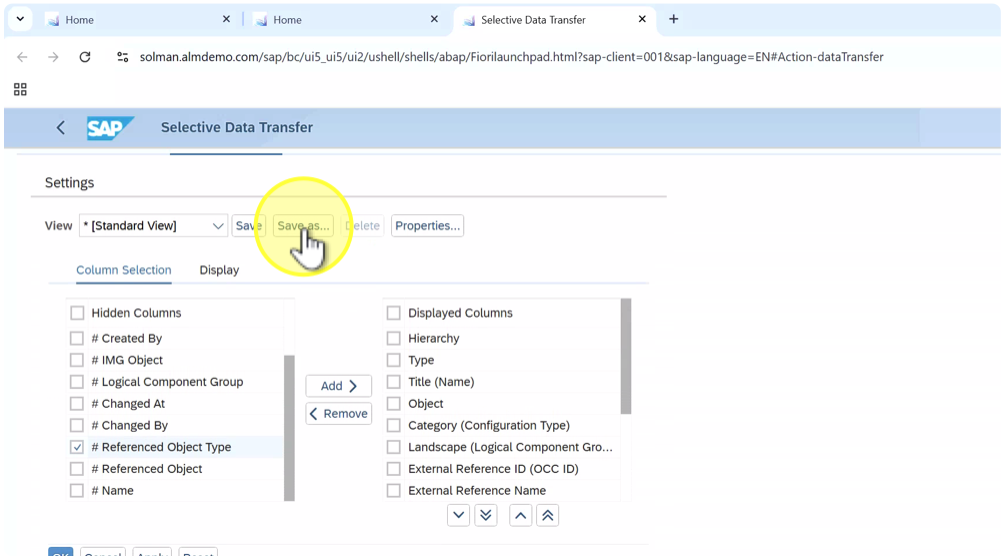 Home
Home
Selective Data Transfer
solman.almdemo.com/sap/bc/ui5_ui5/ui2/ushell/shells/abap/Fiorilaunchpad.html?sap-client=001&sap-language=EN#Action-dataTransfer
SAP Selective Data Transfer
Settings
View * [Standard View] Save Save as... Delete Properties...
Column Selection Display
Hidden Columns
# Created By
# IMG Object
# Logical Component Group
# Changed At
# Changed By
# Referenced Object Type
# Referenced Object
# Name
Add
Remove
Displayed Columns
Hierarchy
Type
Title (Name)
Object
Category (Configuration Type)
Landscape (Logical Component Gro...
External Reference ID (OCC ID)
External Reference Name
OK Cancel Apply Reset